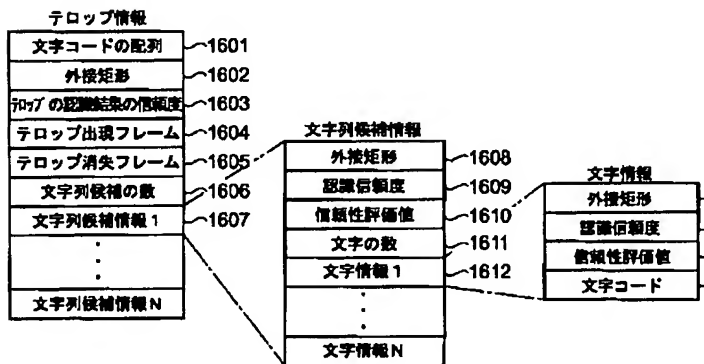 テロップ情報
文字コードの配列 1601
外接矩形 1602
テロップの認識結果の信頼度 1603
テロップ出現フレーム 1604
テロップ消失フレーム 1605
文字列候補の数 1606
文字列候補情報1 1607
文字列候補情報N
文字列候補情報
外接矩形 1608
認識信頼度 1609
信頼性評価値 1610
文字の数 1611
文字情報1 1612
文字情報N
文字情報
外接矩形
認識信頼度
信頼性評価値
文字コード